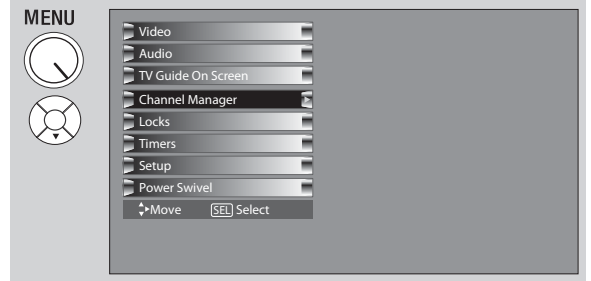 MENU
Video
Audio
TV Guide On Screen
Channel Manager
Locks
Timers
Setup
Power Swivel
Move SEL Select